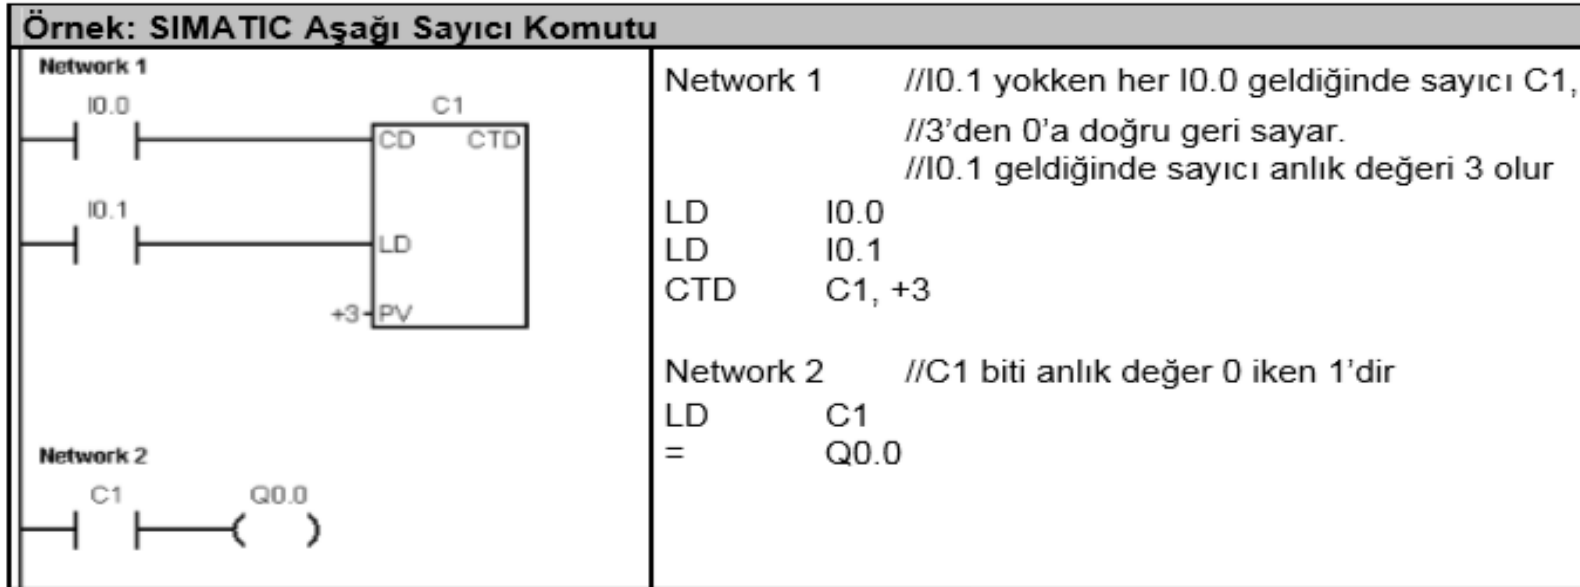 Örnek: SIMATIC Aşağı Sayıcı Komutu
Network 1
I0.0
C1
CD CTD
I0.1
LD
+3 PV
Network 2
C1 Q0.0
Network 1 //I0.1 yokken her I0.0 geldiğinde sayıcı C1,
//3’den 0’a doğru geri sayar.
//I0.1 geldiğinde sayıcı anlık değeri 3 olur
LD I0.0
LD I0.1
CTD C1, +3
Network 2 //C1 biti anlık değer 0 iken 1’dir
LD C1
= Q0.0